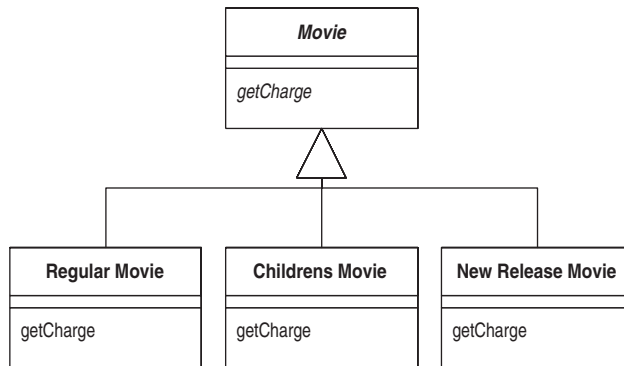 Movie
getCharge
Regular Movie
getCharge
Childrens Movie
getCharge
New Release Movie
getCharge